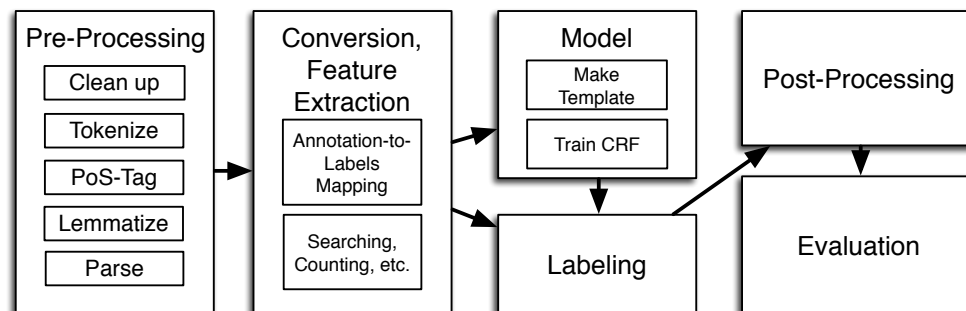 Pre-Processing
Clean up
Tokenize
PoS-Tag
Lemmatize
Parse
Conversion,
Feature
Extraction
Annotation-to-
Labels
Mapping
Searching,
Counting, etc.
Model
Make
Template
Train CRF
Labeling
Post-Processing
Evaluation